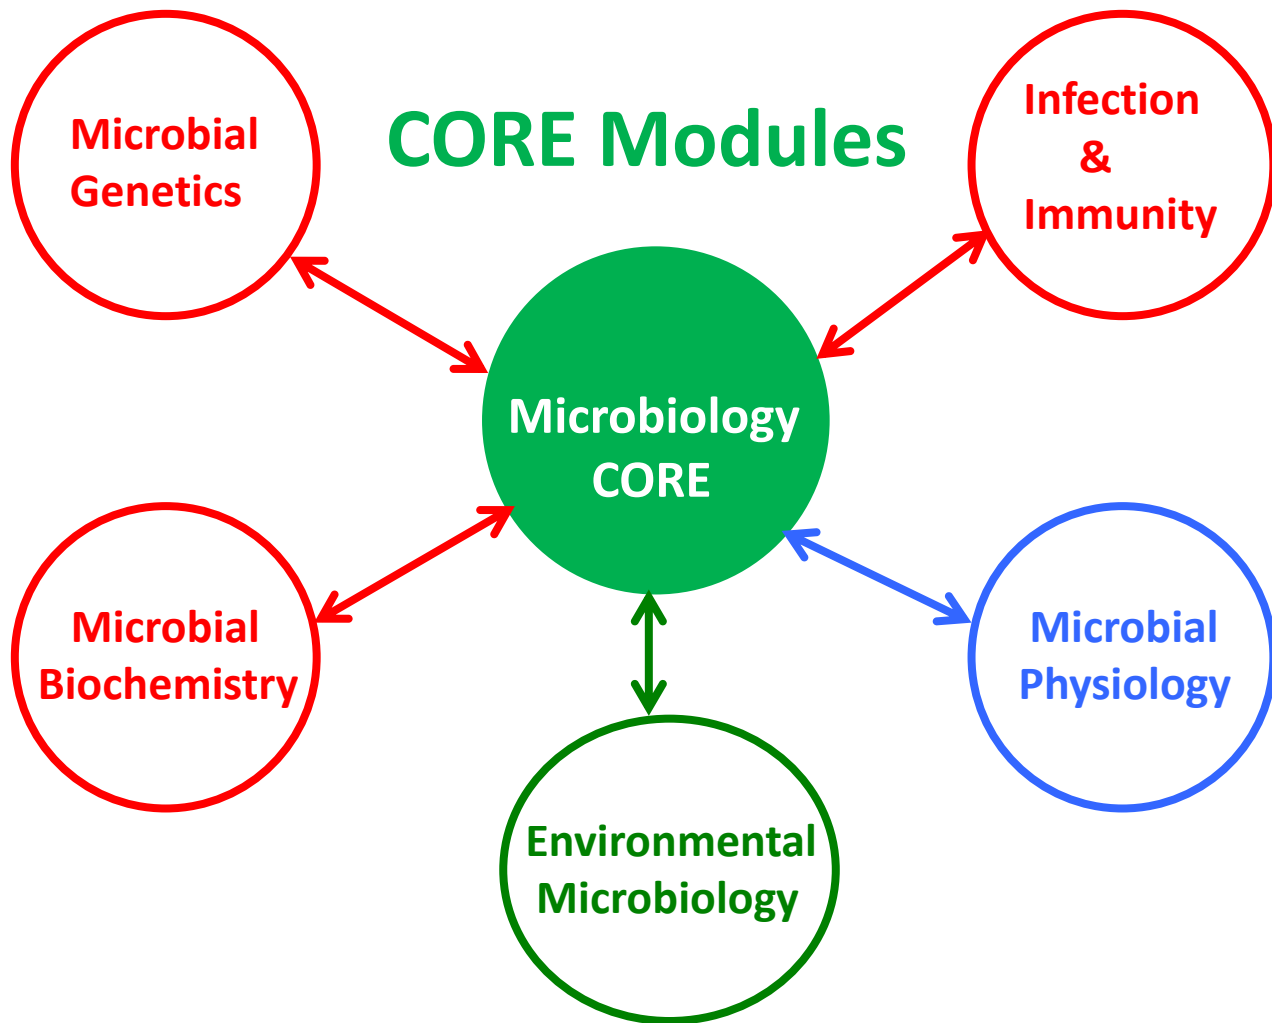 CORE Modules
Microbial
Genetics
Infection
&
Immunity
Microbiology
CORE
Microbial
Biochemistry
Microbial
Physiology
Environmental
Microbiology